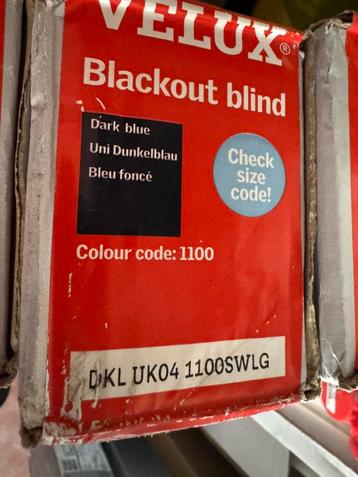 VELUX®
Blackout blind
Dark blue
Uni Dunkelblau
Bleu foncé
Check
size
code!
Colour code: 1100
DKL UK04 1100SWLG